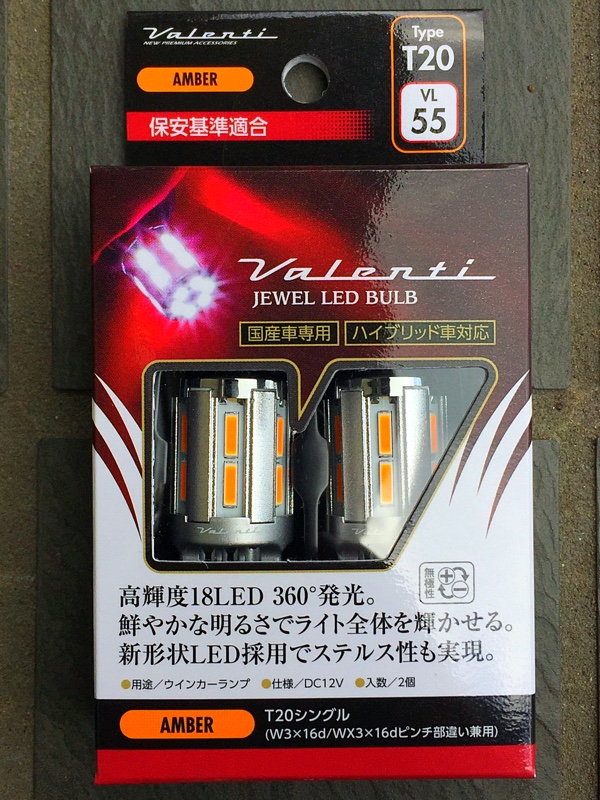 Valenti
NEW PREMIUM ACCESSORIES
AMBER
保安基準適合
Type
T20
VL
55
Valenti
JEWEL LED BULB
国産車専用 ハイブリッド車対応
Valenti
無極性
高輝度18LED 360°発光。
鮮やかな明るさでライト全体を輝かせる。
新形状LED採用でステルス性も実現。
●用途／ウインカーランプ ●仕様／DC12V ●入数／2個
AMBER
T20シングル
(W3×16d/WX3×16dピンチ部違い兼用)